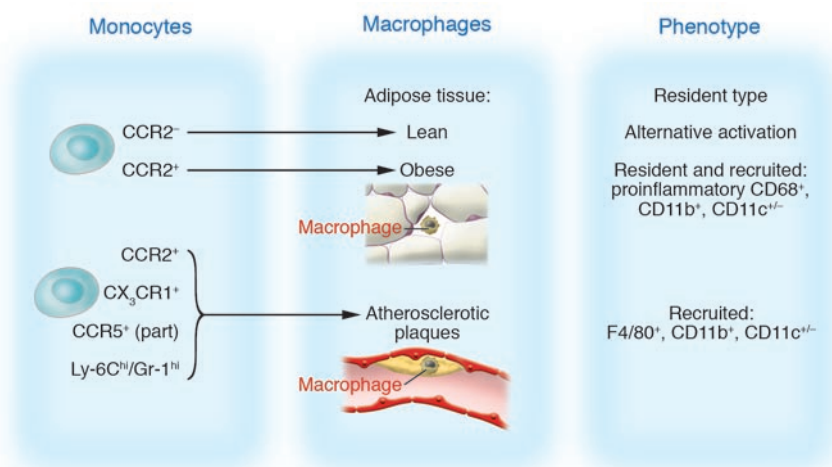 Monocytes
Macrophages
Phenotype
Adipose tissue:
Resident type
CCR2⁻
Lean
Alternative activation
CCR2⁺
Obese
Resident and recruited:
proinflammatory CD68⁺,
CD11b⁺, CD11c⁺/⁻
Macrophage
CCR2⁺
CX₃CR1⁺
CCR5⁺ (part)
Ly-6Cʰⁱ/Gr-1ʰⁱ
Atherosclerotic
plaques
Recruited:
F4/80⁺, CD11b⁺, CD11c⁺/⁻
Macrophage